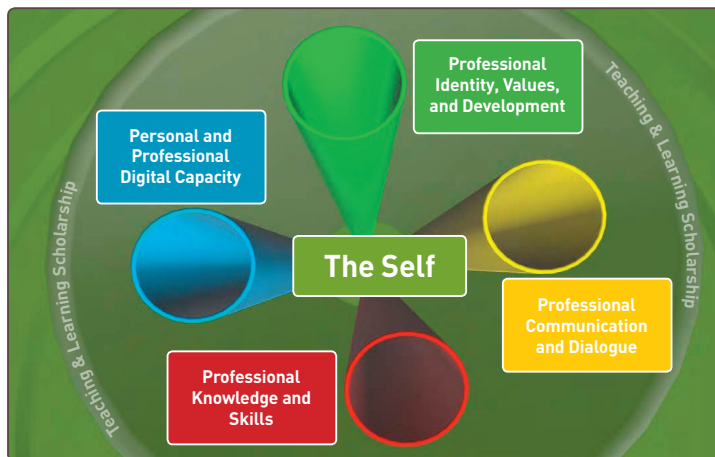 Professional
Identity, Values,
and Development
Personal and
Professional
Digital Capacity
Teaching & Learning Scholarship
Teaching & Learning Scholarship
The Self
Professional
Communication
and Dialogue
Professional
Knowledge and
Skills